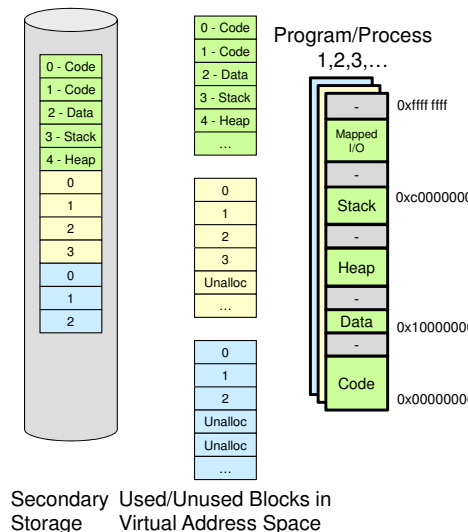 0 - Code
1 - Code
2 - Data
3 - Stack
4 - Heap
0
1
2
3
0
1
2
Secondary
Storage
0 - Code
1 - Code
2 - Data
3 - Stack
4 - Heap
…
0
1
2
3
Unalloc
…
0
1
2
Unalloc
Unalloc
…
Used/Unused Blocks in
Virtual Address Space
Program/Process
1,2,3,…
-
0xffff ffff
Mapped
I/O
-
Stack
0xc0000000
-
Heap
-
Data
0x10000000
-
Code
0x00000000